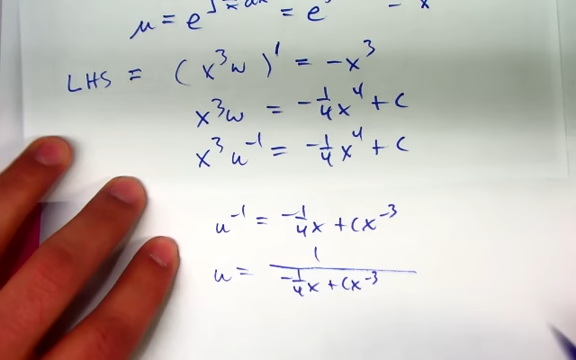 μ = e^∫ dx = e^ = x
LHS = (x³w)' = -x³
x³w = -1/4 x⁴ + C
x³u⁻¹ = -1/4 x⁴ + C
u⁻¹ = -1/4 x + Cx⁻³
u = 1/(-1/4 x + Cx⁻³)